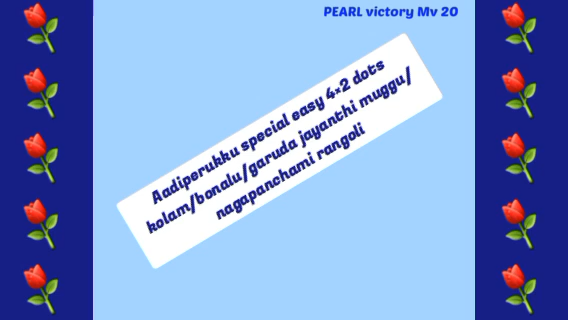 PEARL victory Mv 20
Aadiperukku special easy 4×2 dots
kolam/bonalu/garuda jayanthi muggu/
nagapanchami rangoli